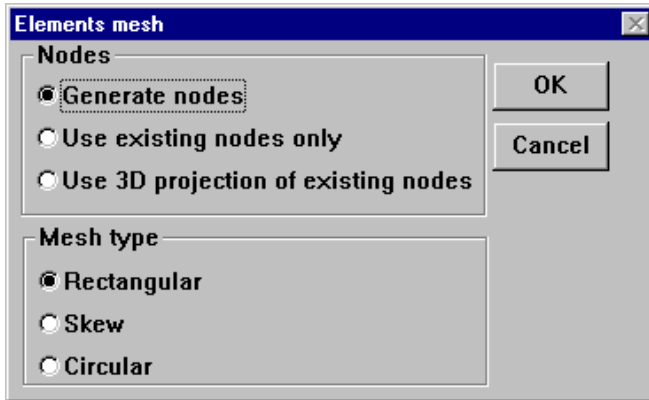 Elements mesh
Nodes
Generate nodes
Use existing nodes only
Use 3D projection of existing nodes
OK
Cancel
Mesh type
Rectangular
Skew
Circular